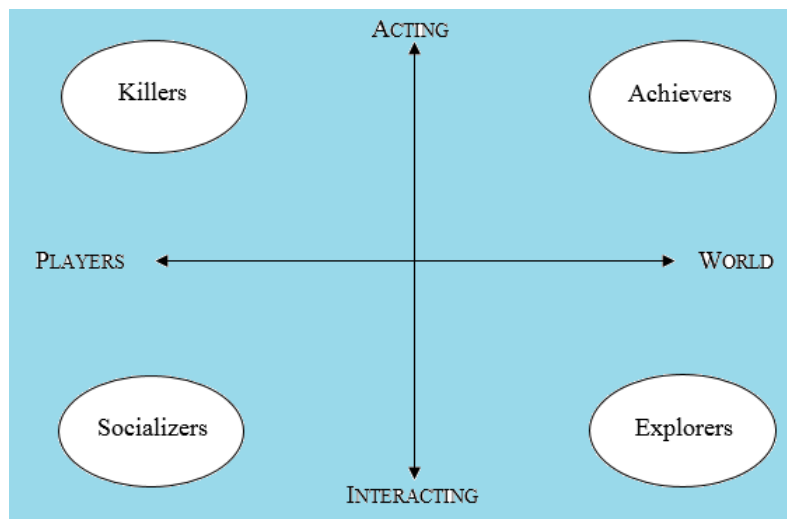 ACTING
Killers
Achievers
PLAYERS
WORLD
Socializers
Explorers
INTERACTING